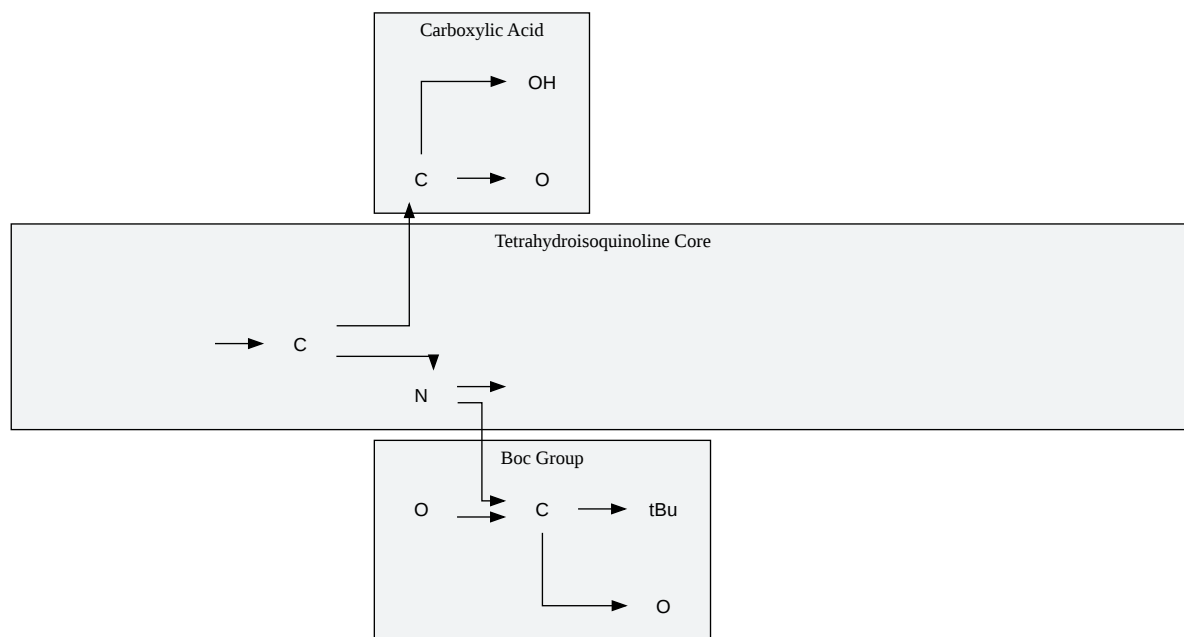 Carboxylic Acid
OH
C O
Tetrahydroisoquinoline Core
C
N
Boc Group
O C tBu
O